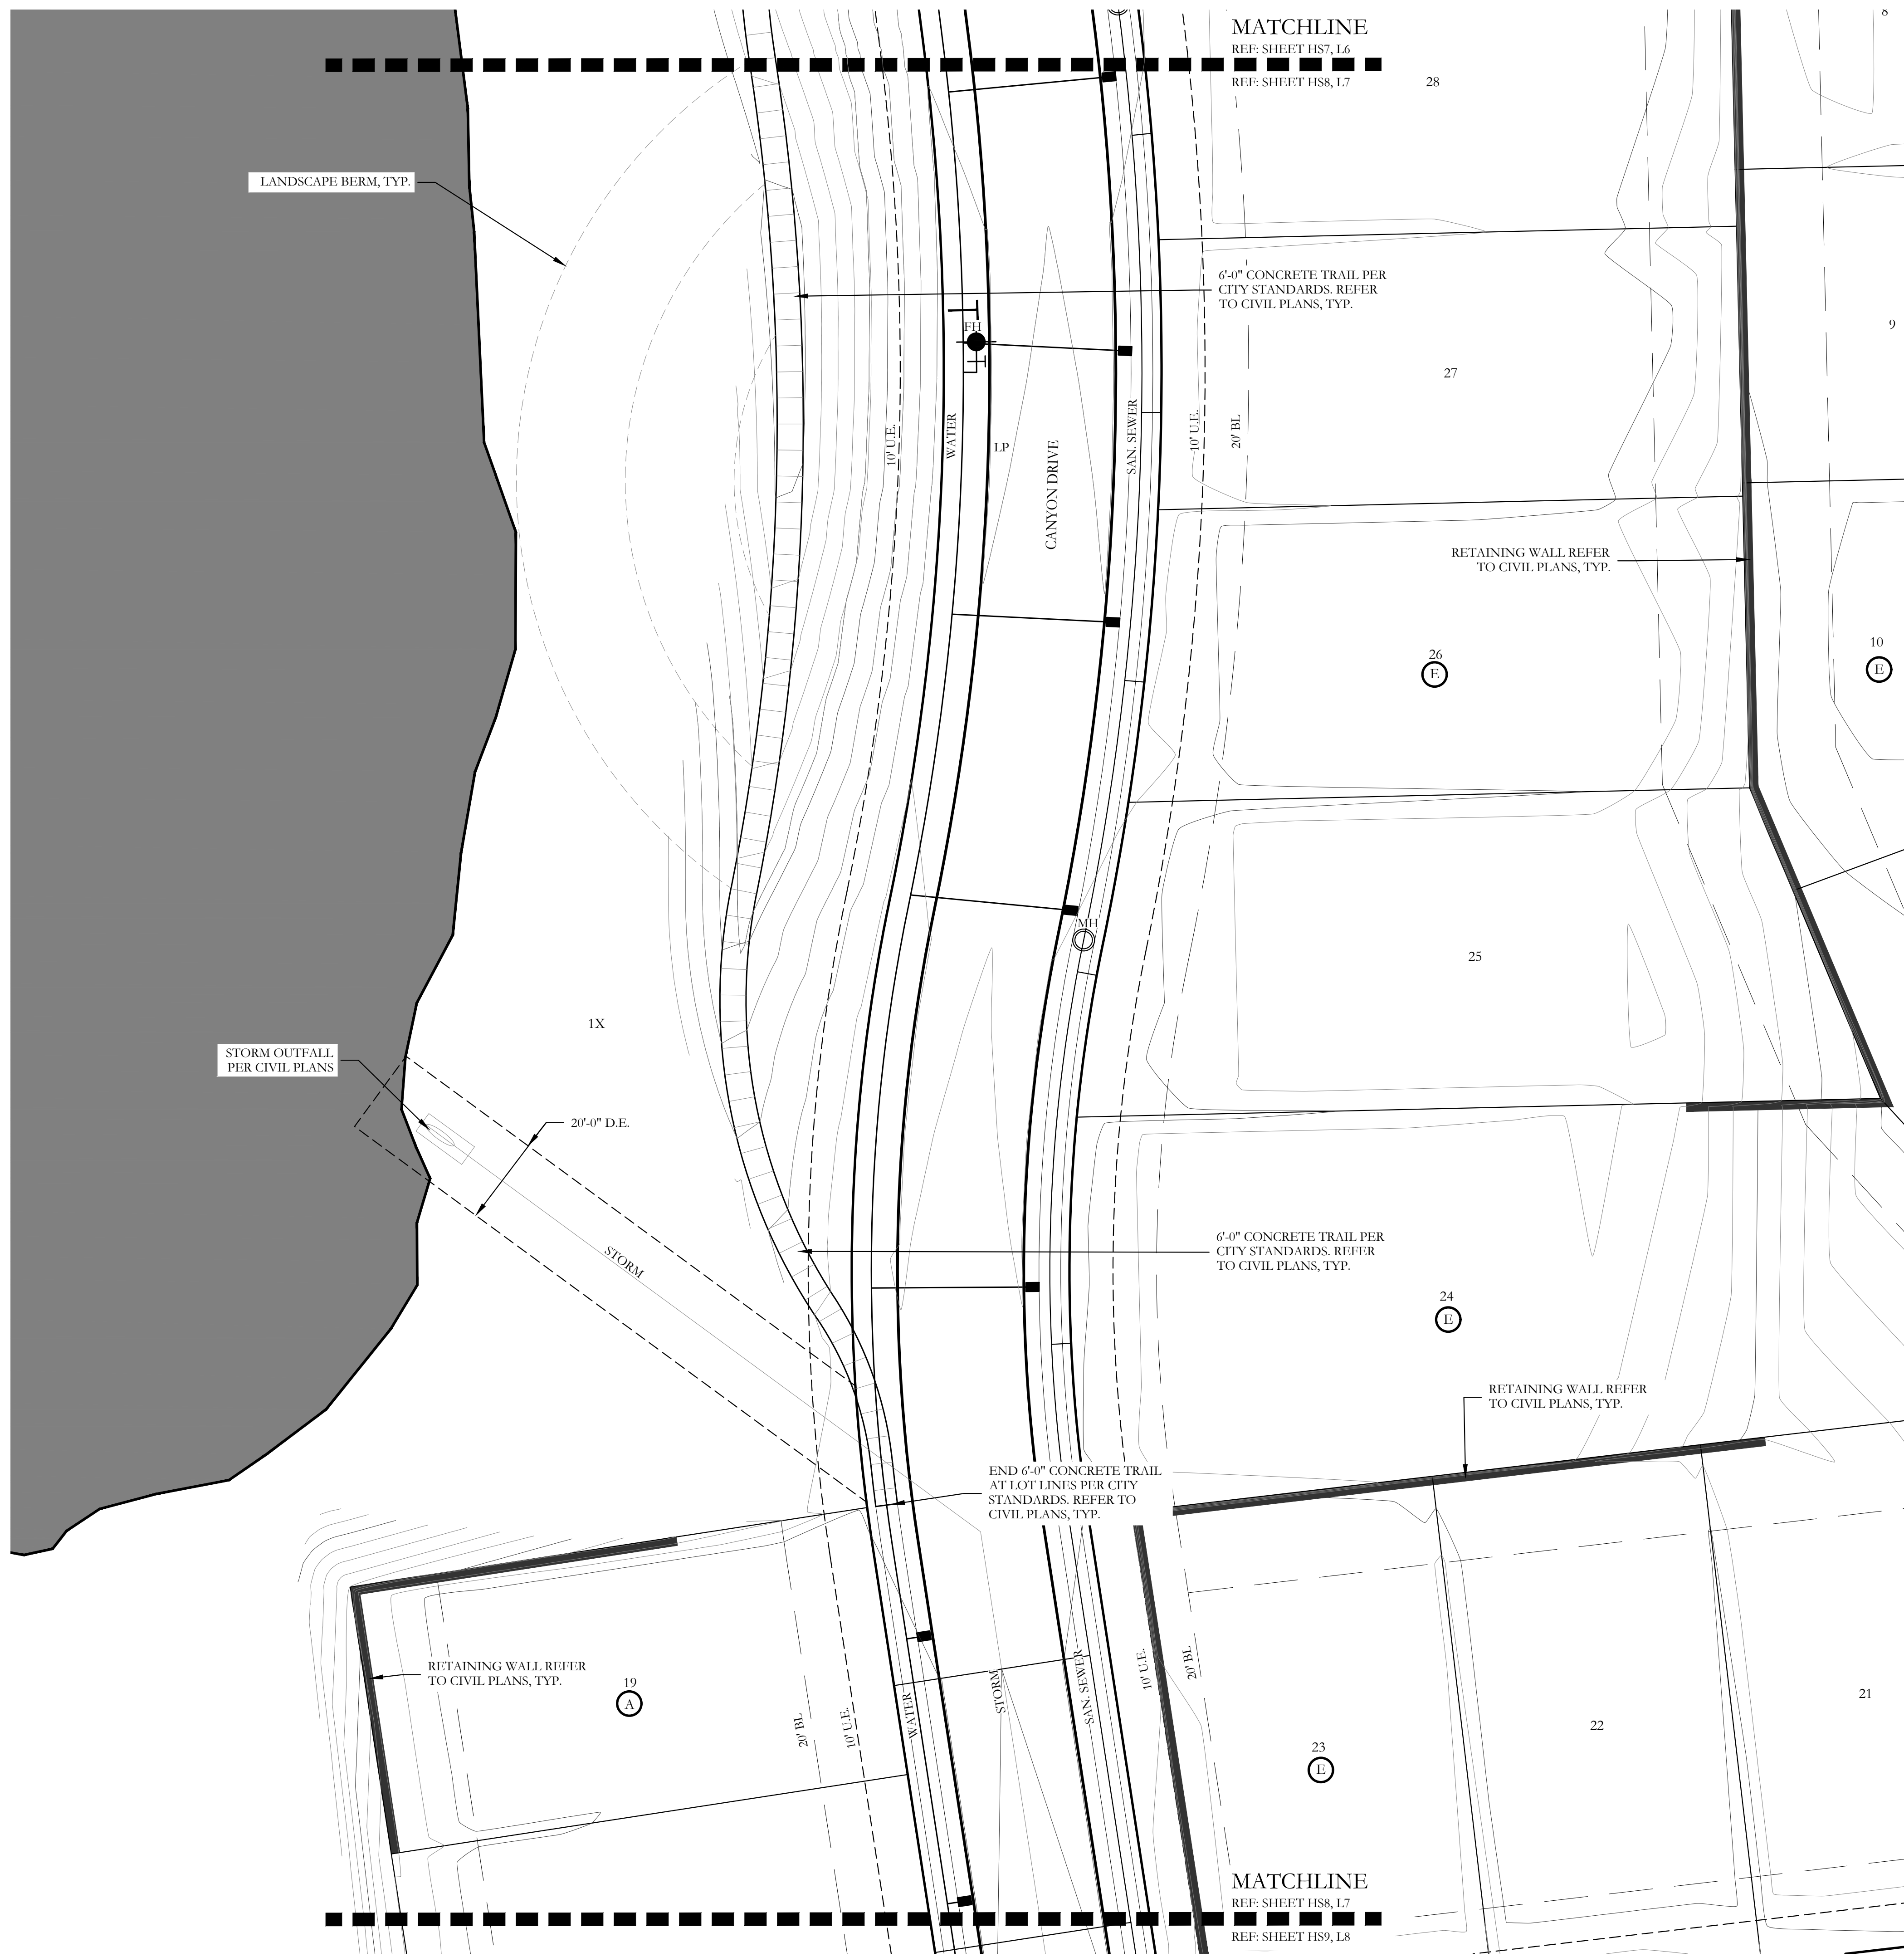 8
MATCHLINE
REF: SHEET HS7, L6
REF: SHEET HS8, L7
28
LANDSCAPE BERM, TYP.
6'-0" CONCRETE TRAIL PER
CITY STANDARDS. REFER
TO CIVIL PLANS, TYP.
FH
9
27
10' U.E.
WATER
LP
CANYON DRIVE
SAN. SEWER
10' U.E.
20' BL
RETAINING WALL REFER
TO CIVIL PLANS, TYP.
26
E
10
E
MH
25
1X
STORM OUTFALL
PER CIVIL PLANS
20'-0" D.E.
STORM
6'-0" CONCRETE TRAIL PER
CITY STANDARDS. REFER
TO CIVIL PLANS, TYP.
24
E
RETAINING WALL REFER
TO CIVIL PLANS, TYP.
END 6'-0" CONCRETE TRAIL
AT LOT LINES PER CITY
STANDARDS. REFER TO
CIVIL PLANS, TYP.
RETAINING WALL REFER
TO CIVIL PLANS, TYP.
19
A
20' BL
10' U.E.
WATER
STORM
SAN. SEWER
10' U.E.
20' BL
23
E
22
21
MATCHLINE
REF: SHEET HS8, L7
REF: SHEET HS9, L8